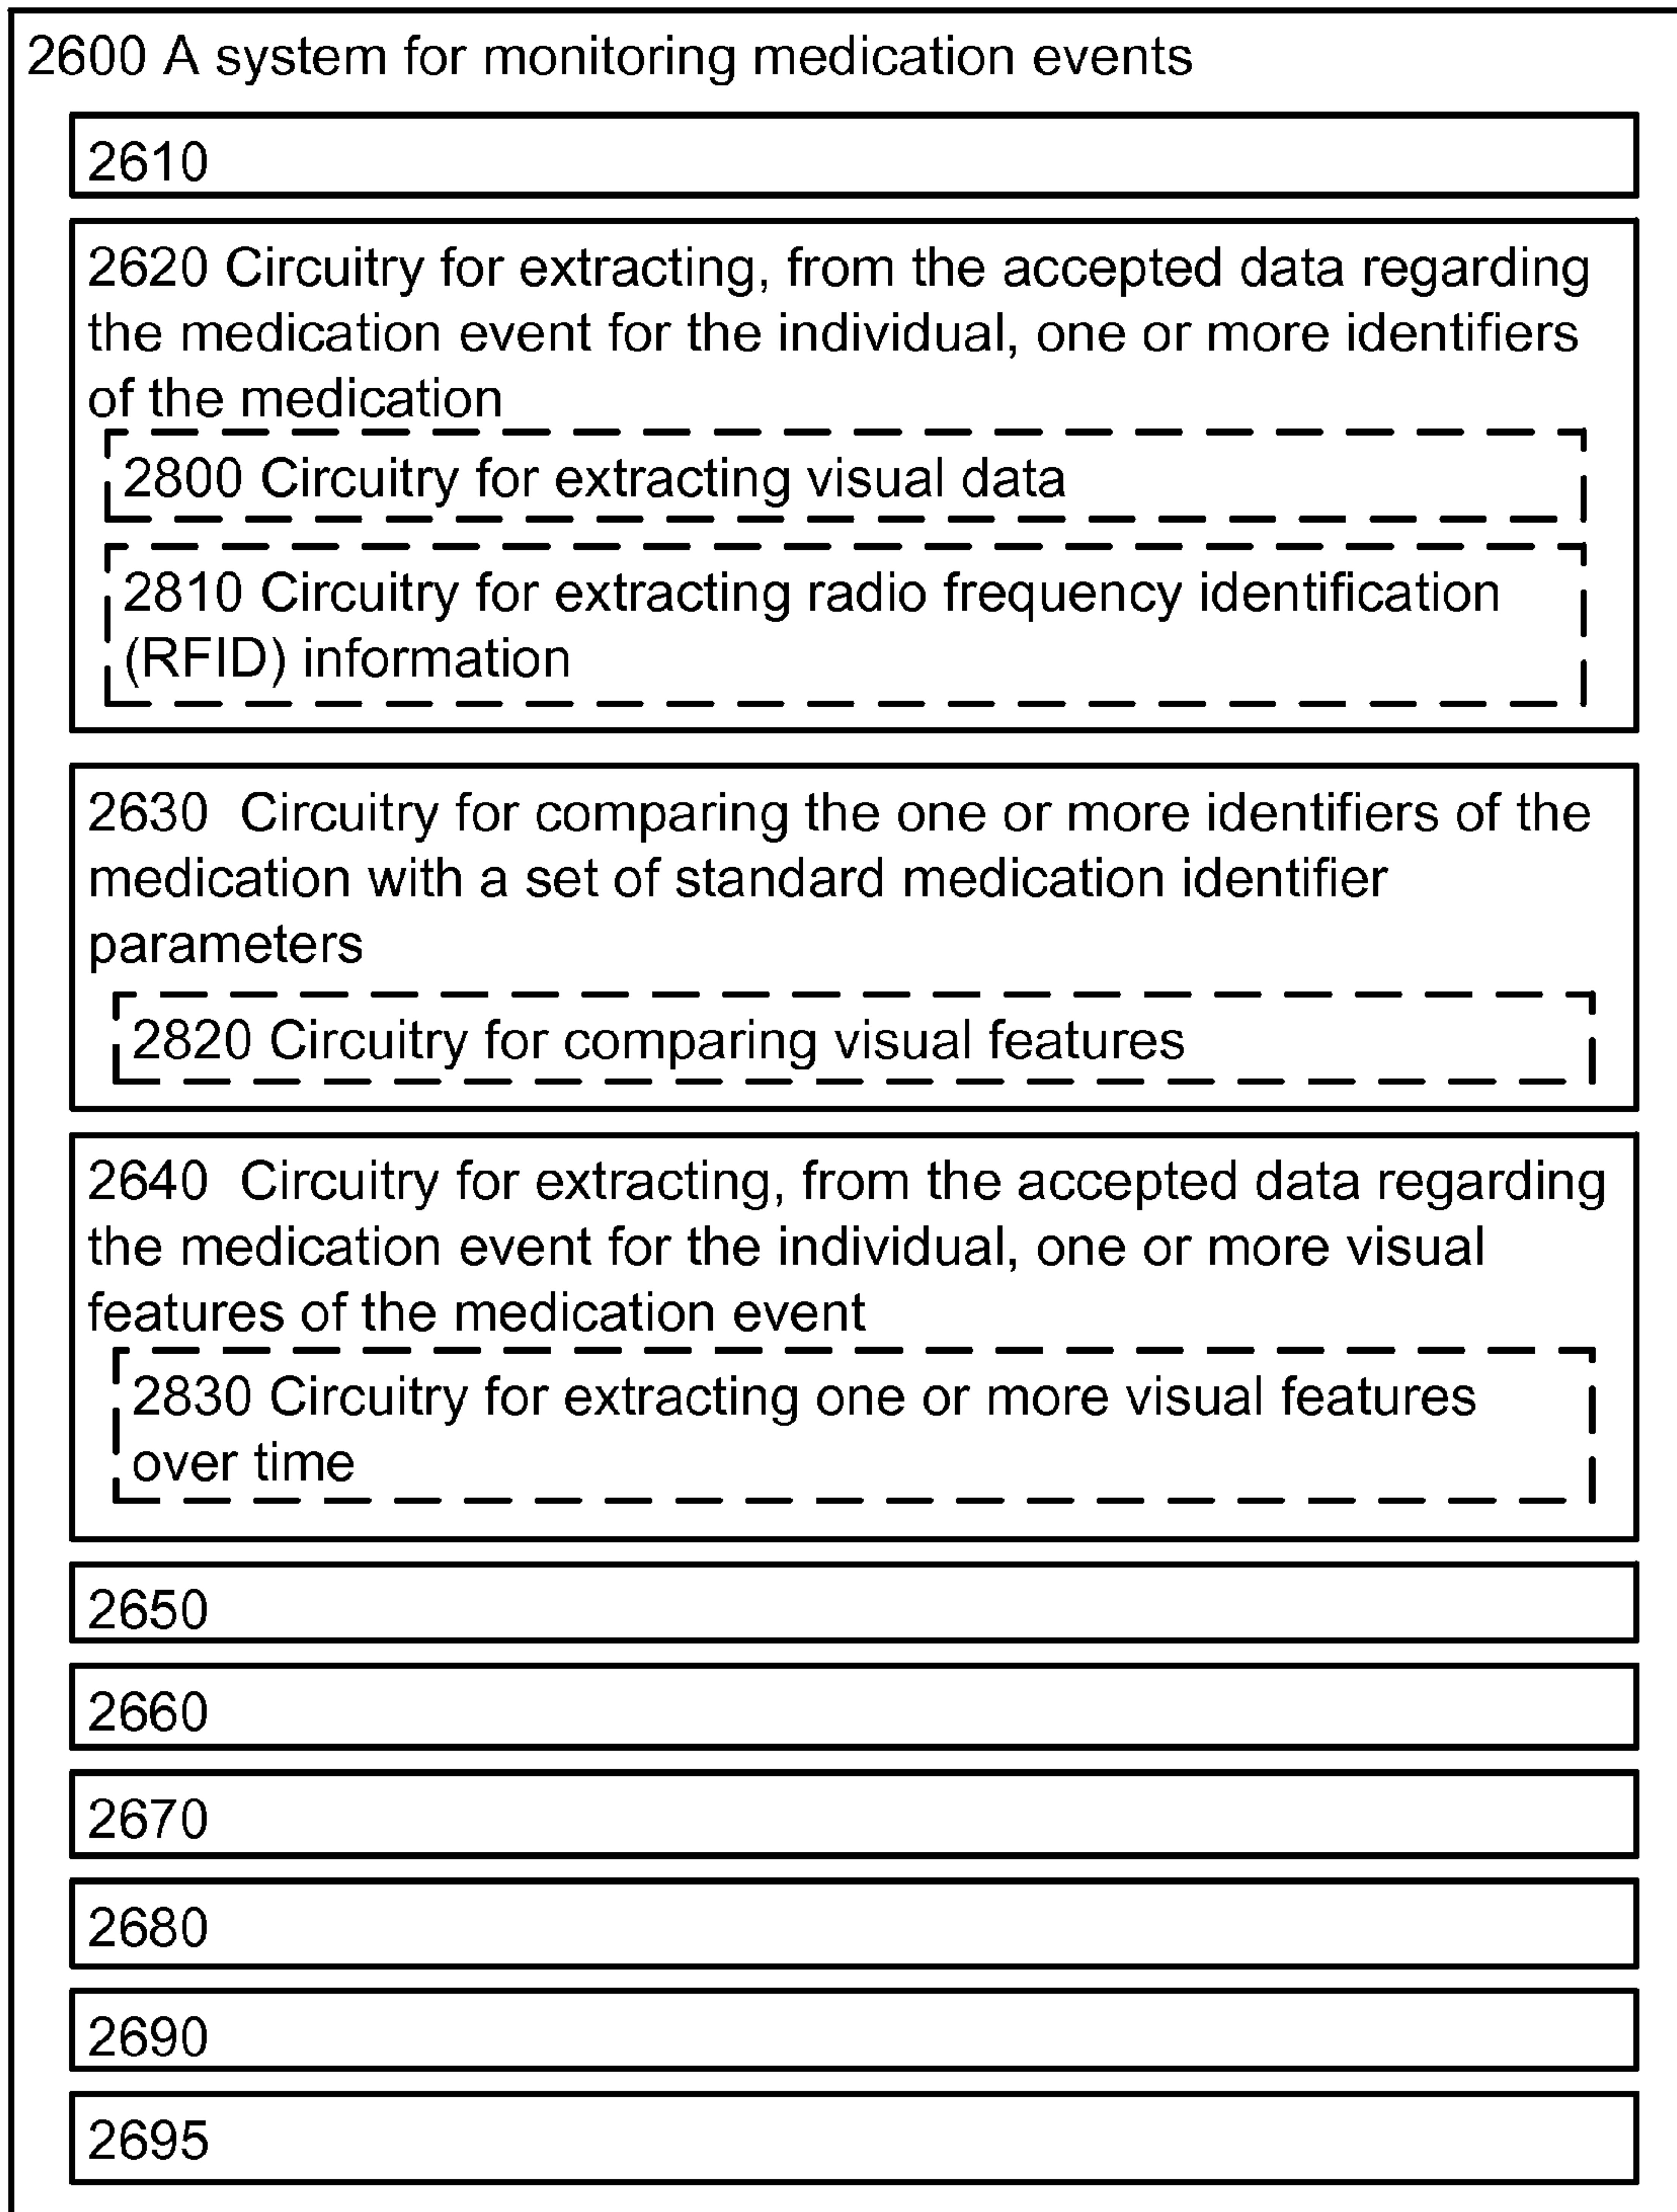 2600 A system for monitoring medication events
2610
2620 Circuitry for extracting, from the accepted data regarding
the medication event for the individual, one or more identifiers
of the medication
2800 Circuitry for extracting visual data
2810 Circuitry for extracting radio frequency identification
(RFID) information
2630 Circuitry for comparing the one or more identifiers of the
medication with a set of standard medication identifier
parameters
2820 Circuitry for comparing visual features
2640 Circuitry for extracting, from the accepted data regarding
the medication event for the individual, one or more visual
features of the medication event
2830 Circuitry for extracting one or more visual features
over time
2650
2660
2670
2680
2690
2695